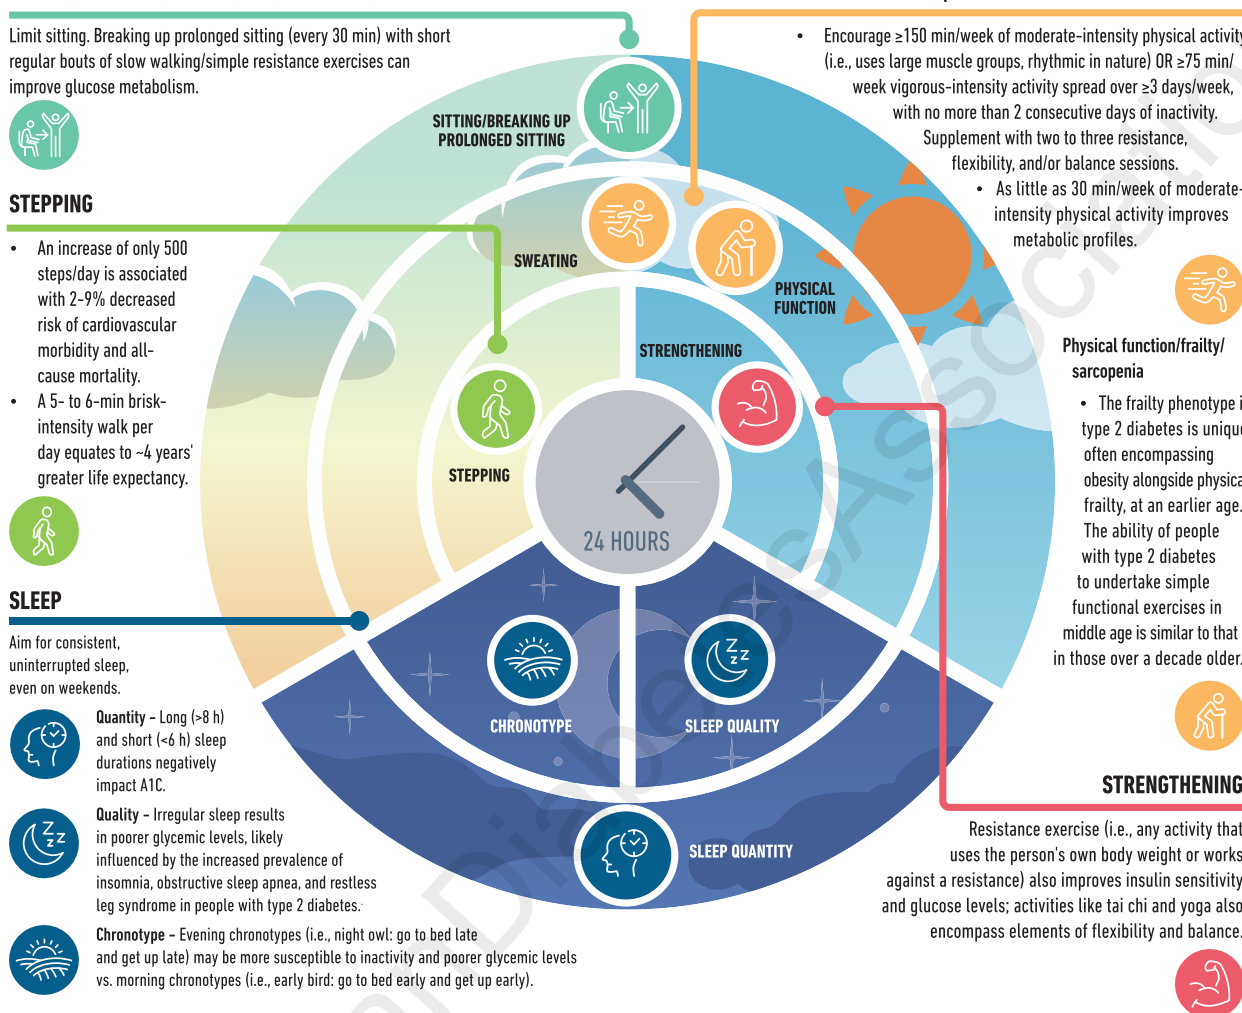 Limit sitting. Breaking up prolonged sitting (every 30 min) with short
regular bouts of slow walking/simple resistance exercises can
improve glucose metabolism.
STEPPING
• An increase of only 500
steps/day is associated
with 2-9% decreased
risk of cardiovascular
morbidity and all-
cause mortality.
• A 5- to 6-min brisk-
intensity walk per
day equates to ~4 years'
greater life expectancy.
SLEEP
Aim for consistent,
uninterrupted sleep,
even on weekends.
Quantity – Long (>8 h)
and short (<6 h) sleep
durations negatively
impact A1C.
Quality – Irregular sleep results
in poorer glycemic levels, likely
influenced by the increased prevalence of
insomnia, obstructive sleep apnea, and restless
leg syndrome in people with type 2 diabetes.
Chronotype – Evening chronotypes (i.e., night owl: go to bed late
and get up late) may be more susceptible to inactivity and poorer glycemic levels
vs. morning chronotypes (i.e., early bird: go to bed early and get up early).
SITTING/BREAKING UP
PROLONGED SITTING
SWEATING
PHYSICAL
FUNCTION
STRENGTHENING
STEPPING
24 HOURS
CHRONOTYPE
SLEEP QUALITY
SLEEP QUANTITY
Z Z z z
• Encourage ≥150 min/week of moderate-intensity physical activity
(i.e., uses large muscle groups, rhythmic in nature) OR ≥75 min/
week vigorous-intensity activity spread over ≥3 days/week,
with no more than 2 consecutive days of inactivity.
Supplement with two to three resistance,
flexibility, and/or balance sessions.
• As little as 30 min/week of moderate-
intensity physical activity improves
metabolic profiles.
Physical function/frailty/
sarcopenia
• The frailty phenotype i
type 2 diabetes is uniqu
often encompassing
obesity alongside physica
frailty, at an earlier age.
The ability of people
with type 2 diabetes
to undertake simple
functional exercises in
middle age is similar to that
in those over a decade older.
STRENGTHENING
Resistance exercise (i.e., any activity that
uses the person's own body weight or works
against a resistance) also improves insulin sensitivity
and glucose levels; activities like tai chi and yoga also
encompass elements of flexibility and balance.
anDiabetesAssociatio